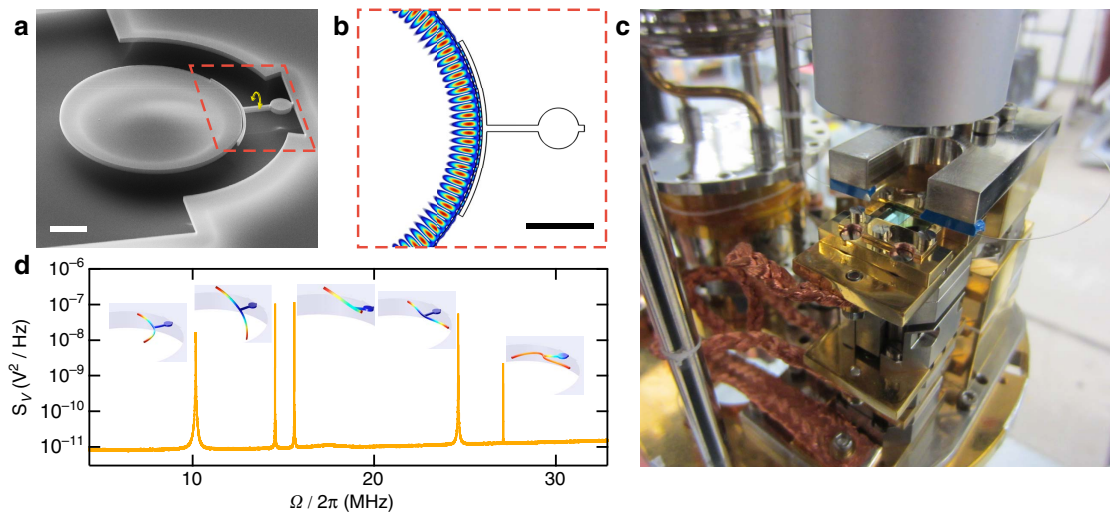 a
b
c
d
S_V (V² / Hz)
10⁻⁶
10⁻⁷
10⁻⁸
10⁻⁹
10⁻¹⁰
10⁻¹¹
10
20
30
Ω / 2π (MHz)